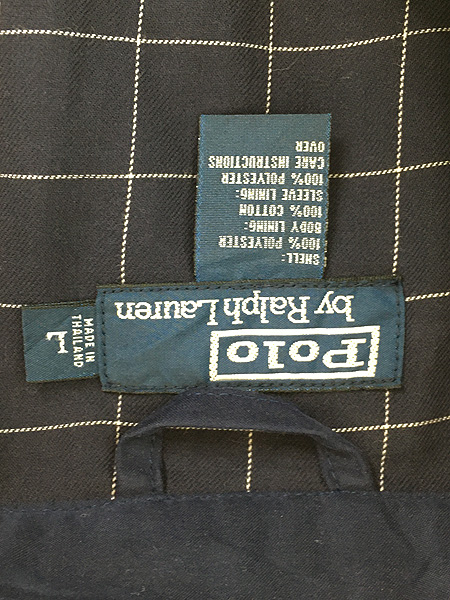 Polo
by Ralph Lauren
L
MADE IN
THAILAND
SHELL:
100% POLYESTER
BODY LINING:
100% COTTON
SLEEVE LINING:
100% POLYESTER
CARE INSTRUCTIONS
OVER